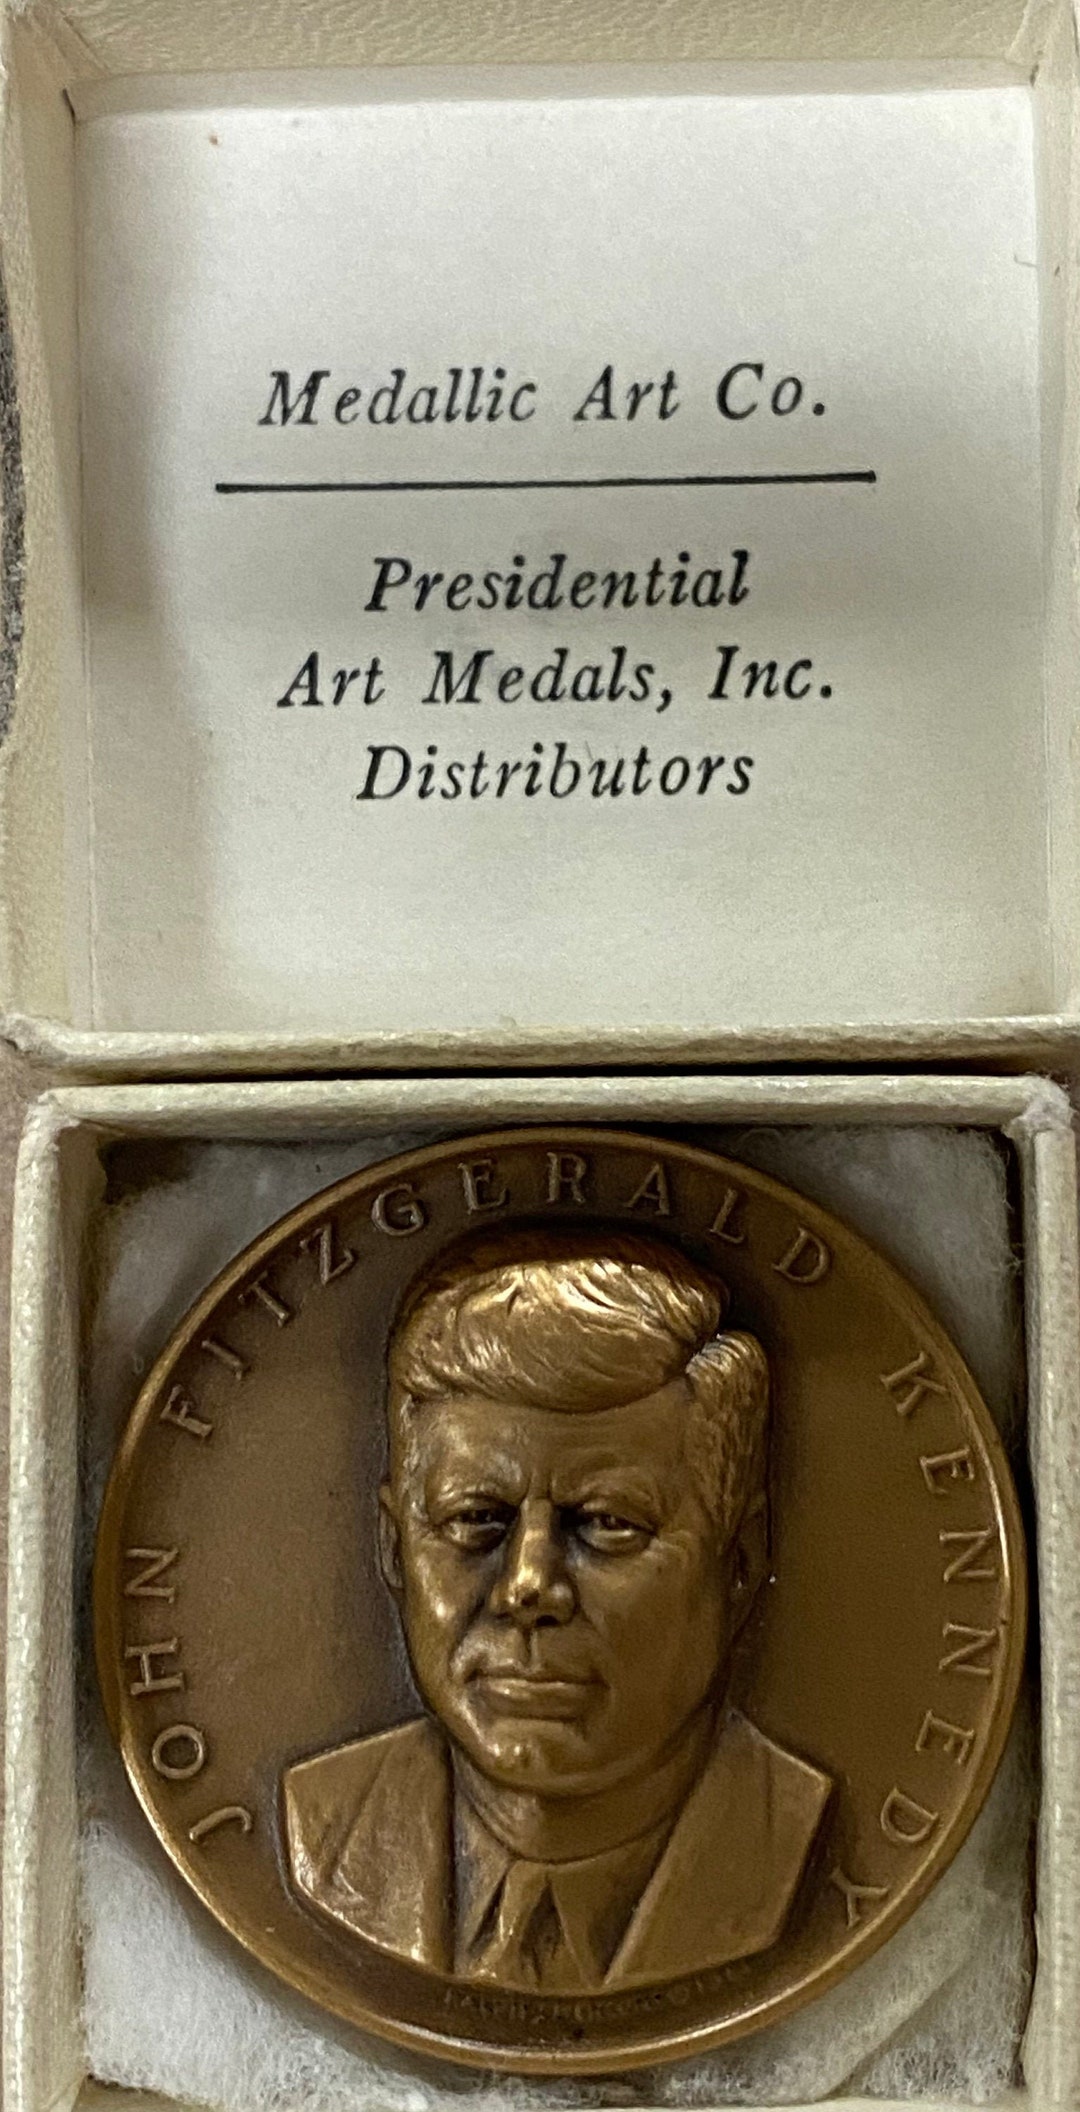 Medallic Art Co.
Presidential
Art Medals, Inc.
Distributors
JOHN FITZGERALD KENNEDY